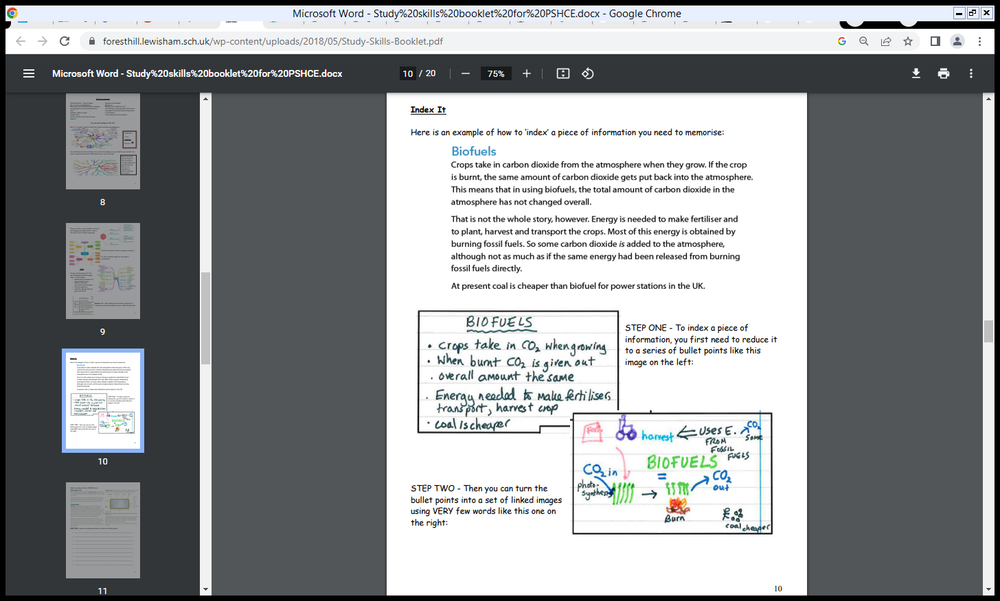 Microsoft Word - Study%20skills%20booklet%20for%20PSHCE.docx - Google Chrome
foresthill.lewisham.sch.uk/wp-content/uploads/2018/05/Study-Skills-Booklet.pdf
Microsoft Word - Study%20skills%20booklet%20for%20PSHCE.docx
10 / 20
75%
8
9
10
11
Index It
Here is an example of how to 'index' a piece of information you need to memorise:
Biofuels
Crops take in carbon dioxide from the atmosphere when they grow. If the crop
is burnt, the same amount of carbon dioxide gets put back into the atmosphere.
This means that in using biofuels, the total amount of carbon dioxide in the
atmosphere has not changed overall.
That is not the whole story, however. Energy is needed to make fertiliser and
to plant, harvest and transport the crops. Most of this energy is obtained by
burning fossil fuels. So some carbon dioxide is added to the atmosphere,
although not as much as if the same energy had been released from burning
fossil fuels directly.
At present coal is cheaper than biofuel for power stations in the UK.
BIOFUELS
• Crops take in CO2 when growing
• When burnt CO2 is given out
• overall amount the same
• Energy needed to make fertiliser,
transport, harvest crop
• coal is cheaper
STEP ONE - To index a piece of
information, you first need to reduce it
to a series of bullet points like this
image on the left:
harvest
USES E.
FROM
FOSSIL
FUELS
CO2
some
BIOFUELS
=
CO2 in
photo-
synthesis
CO2
out
Burn
£
coal cheaper
STEP TWO - Then you can turn the
bullet points into a set of linked images
using VERY few words like this one on
the right:
10